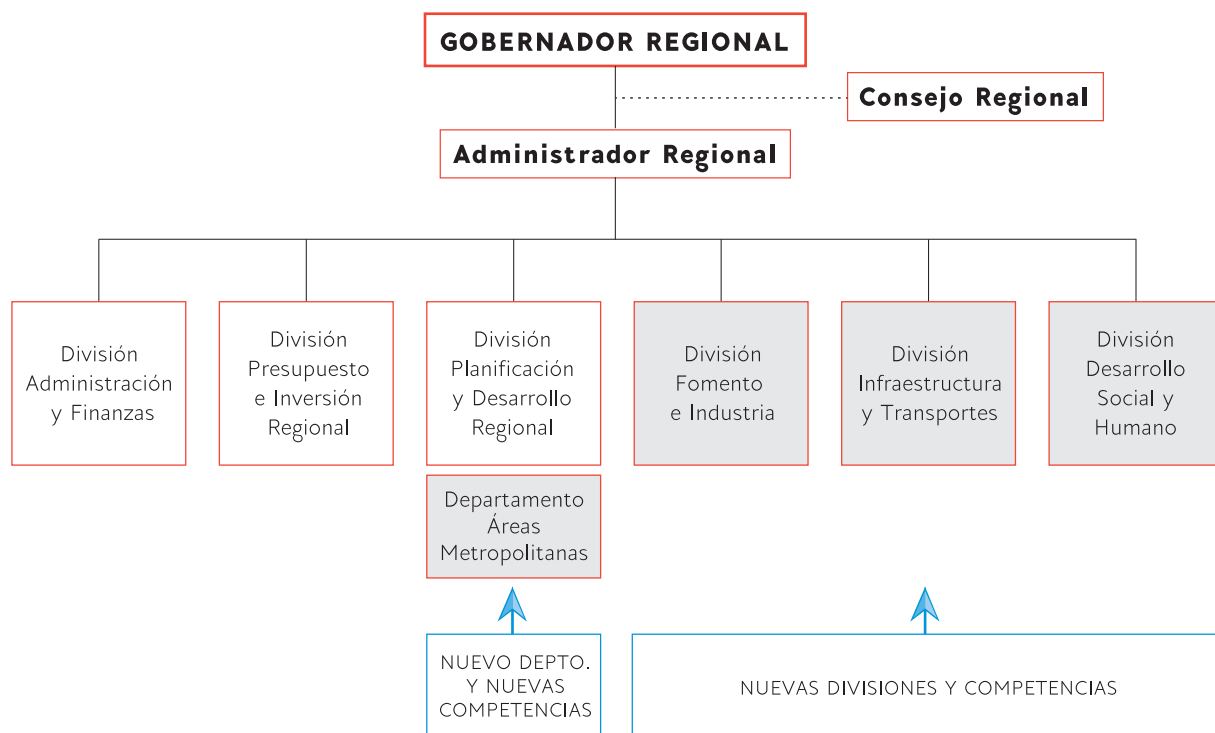 GOBERNADOR REGIONAL
Consejo Regional
Administrador Regional
División
Administración
y Finanzas
División
Presupuesto
e Inversión
Regional
División
Planificación
y Desarrollo
Regional
División
Fomento
e Industria
División
Infraestructura
y Transportes
División
Desarrollo
Social y
Humano
Departamento
Áreas
Metropolitanas
NUEVO DEPTO.
Y NUEVAS
COMPETENCIAS
NUEVAS DIVISIONES Y COMPETENCIAS